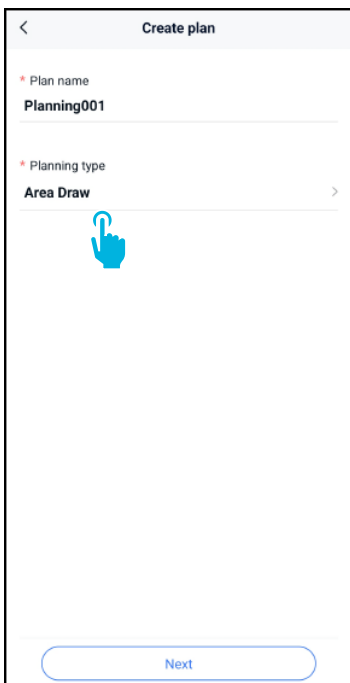 Create plan
* Plan name
Planning001
* Planning type
Area Draw
Next